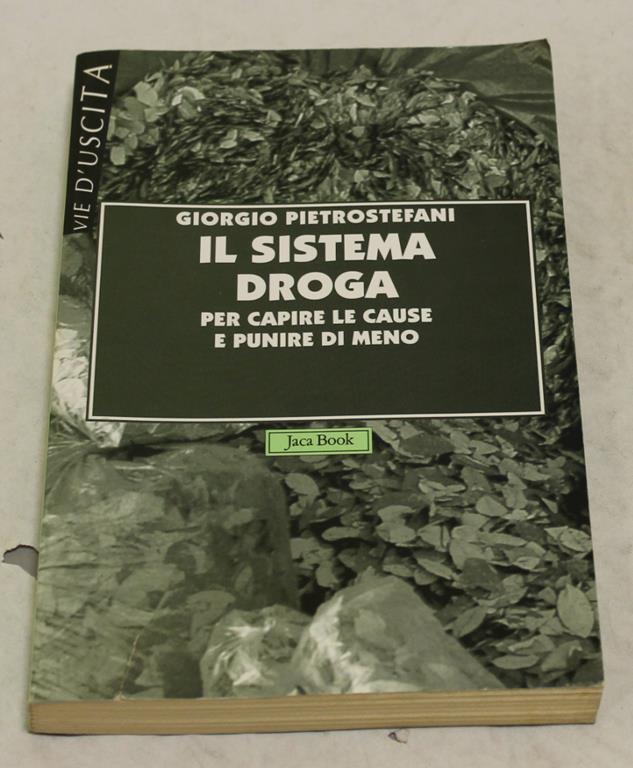 VIE D'USCITA
GIORGIO PIETROSTEFANI
IL SISTEMA
DROGA
PER CAPIRE LE CAUSE
E PUNIRE DI MENO
Jaca Book